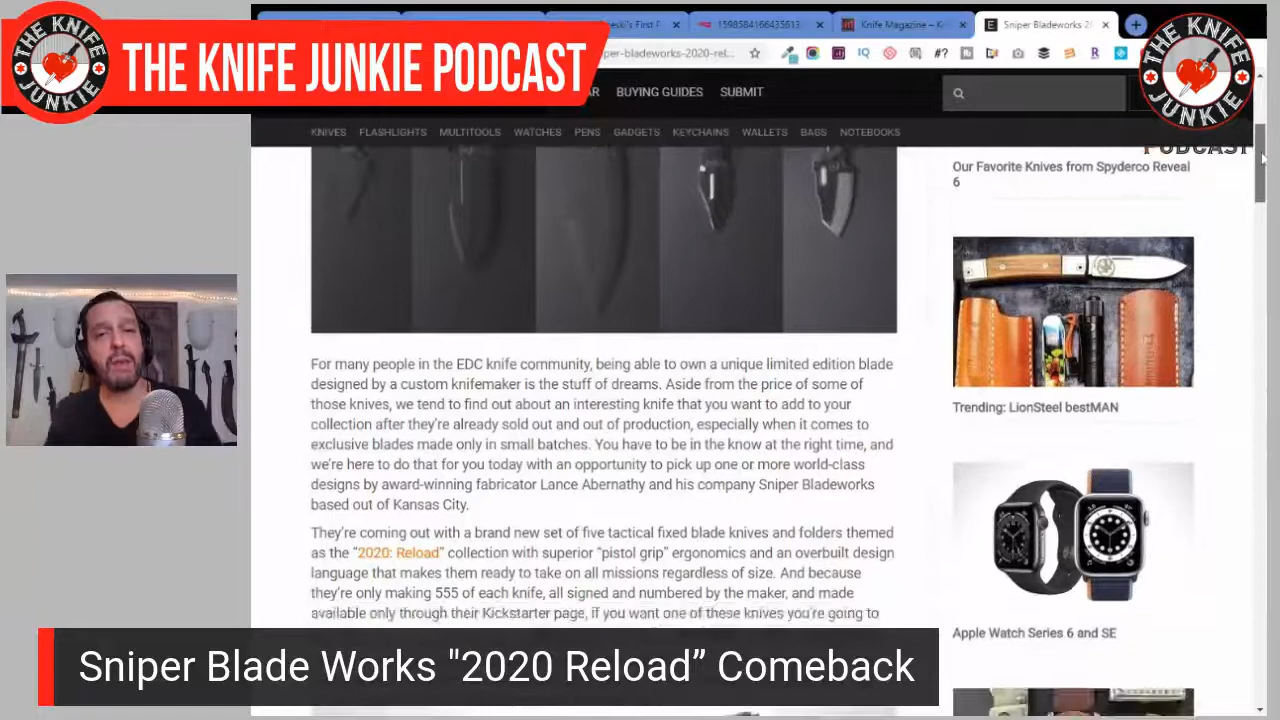 THE KNIFE JUNKIE
THE KNIFE JUNKIE PODCAST
eski's First F
1598584166435613
Knife Magazine – K
Sniper Bladeworks 2
per-bladeworks-2020-rel...
THE KNIFE JUNKIE
AR BUYING GUIDES SUBMIT
KNIVES FLASHLIGHTS MULTITOOLS WATCHES PENS GADGETS KEYCHAINS WALLETS BAGS NOTEBOOKS
PODCAST
Our Favorite Knives from Spyderco Reveal
6
For many people in the EDC knife community, being able to own a unique limited edition blade
designed by a custom knifemaker is the stuff of dreams. Aside from the price of some of
those knives, we tend to find out about an interesting knife that you want to add to your
collection after they're already sold out and out of production, especially when it comes to
exclusive blades made only in small batches. You have to be in the know at the right time, and
we're here to do that for you today with an opportunity to pick up one or more world-class
designs by award-winning fabricator Lance Abernathy and his company Sniper Bladeworks
based out of Kansas City.
They're coming out with a brand new set of five tactical fixed blade knives and folders themed
as the “2020: Reload” collection with superior “pistol grip” ergonomics and an overbuilt design
language that makes them ready to take on all missions regardless of size. And because
they're only making 555 of each knife, all signed and numbered by the maker, and made
available only through their Kickstarter page, if you want one of these knives you're going to
Trending: LionSteel bestMAN
Apple Watch Series 6 and SE
Sniper Blade Works "2020 Reload” Comeback